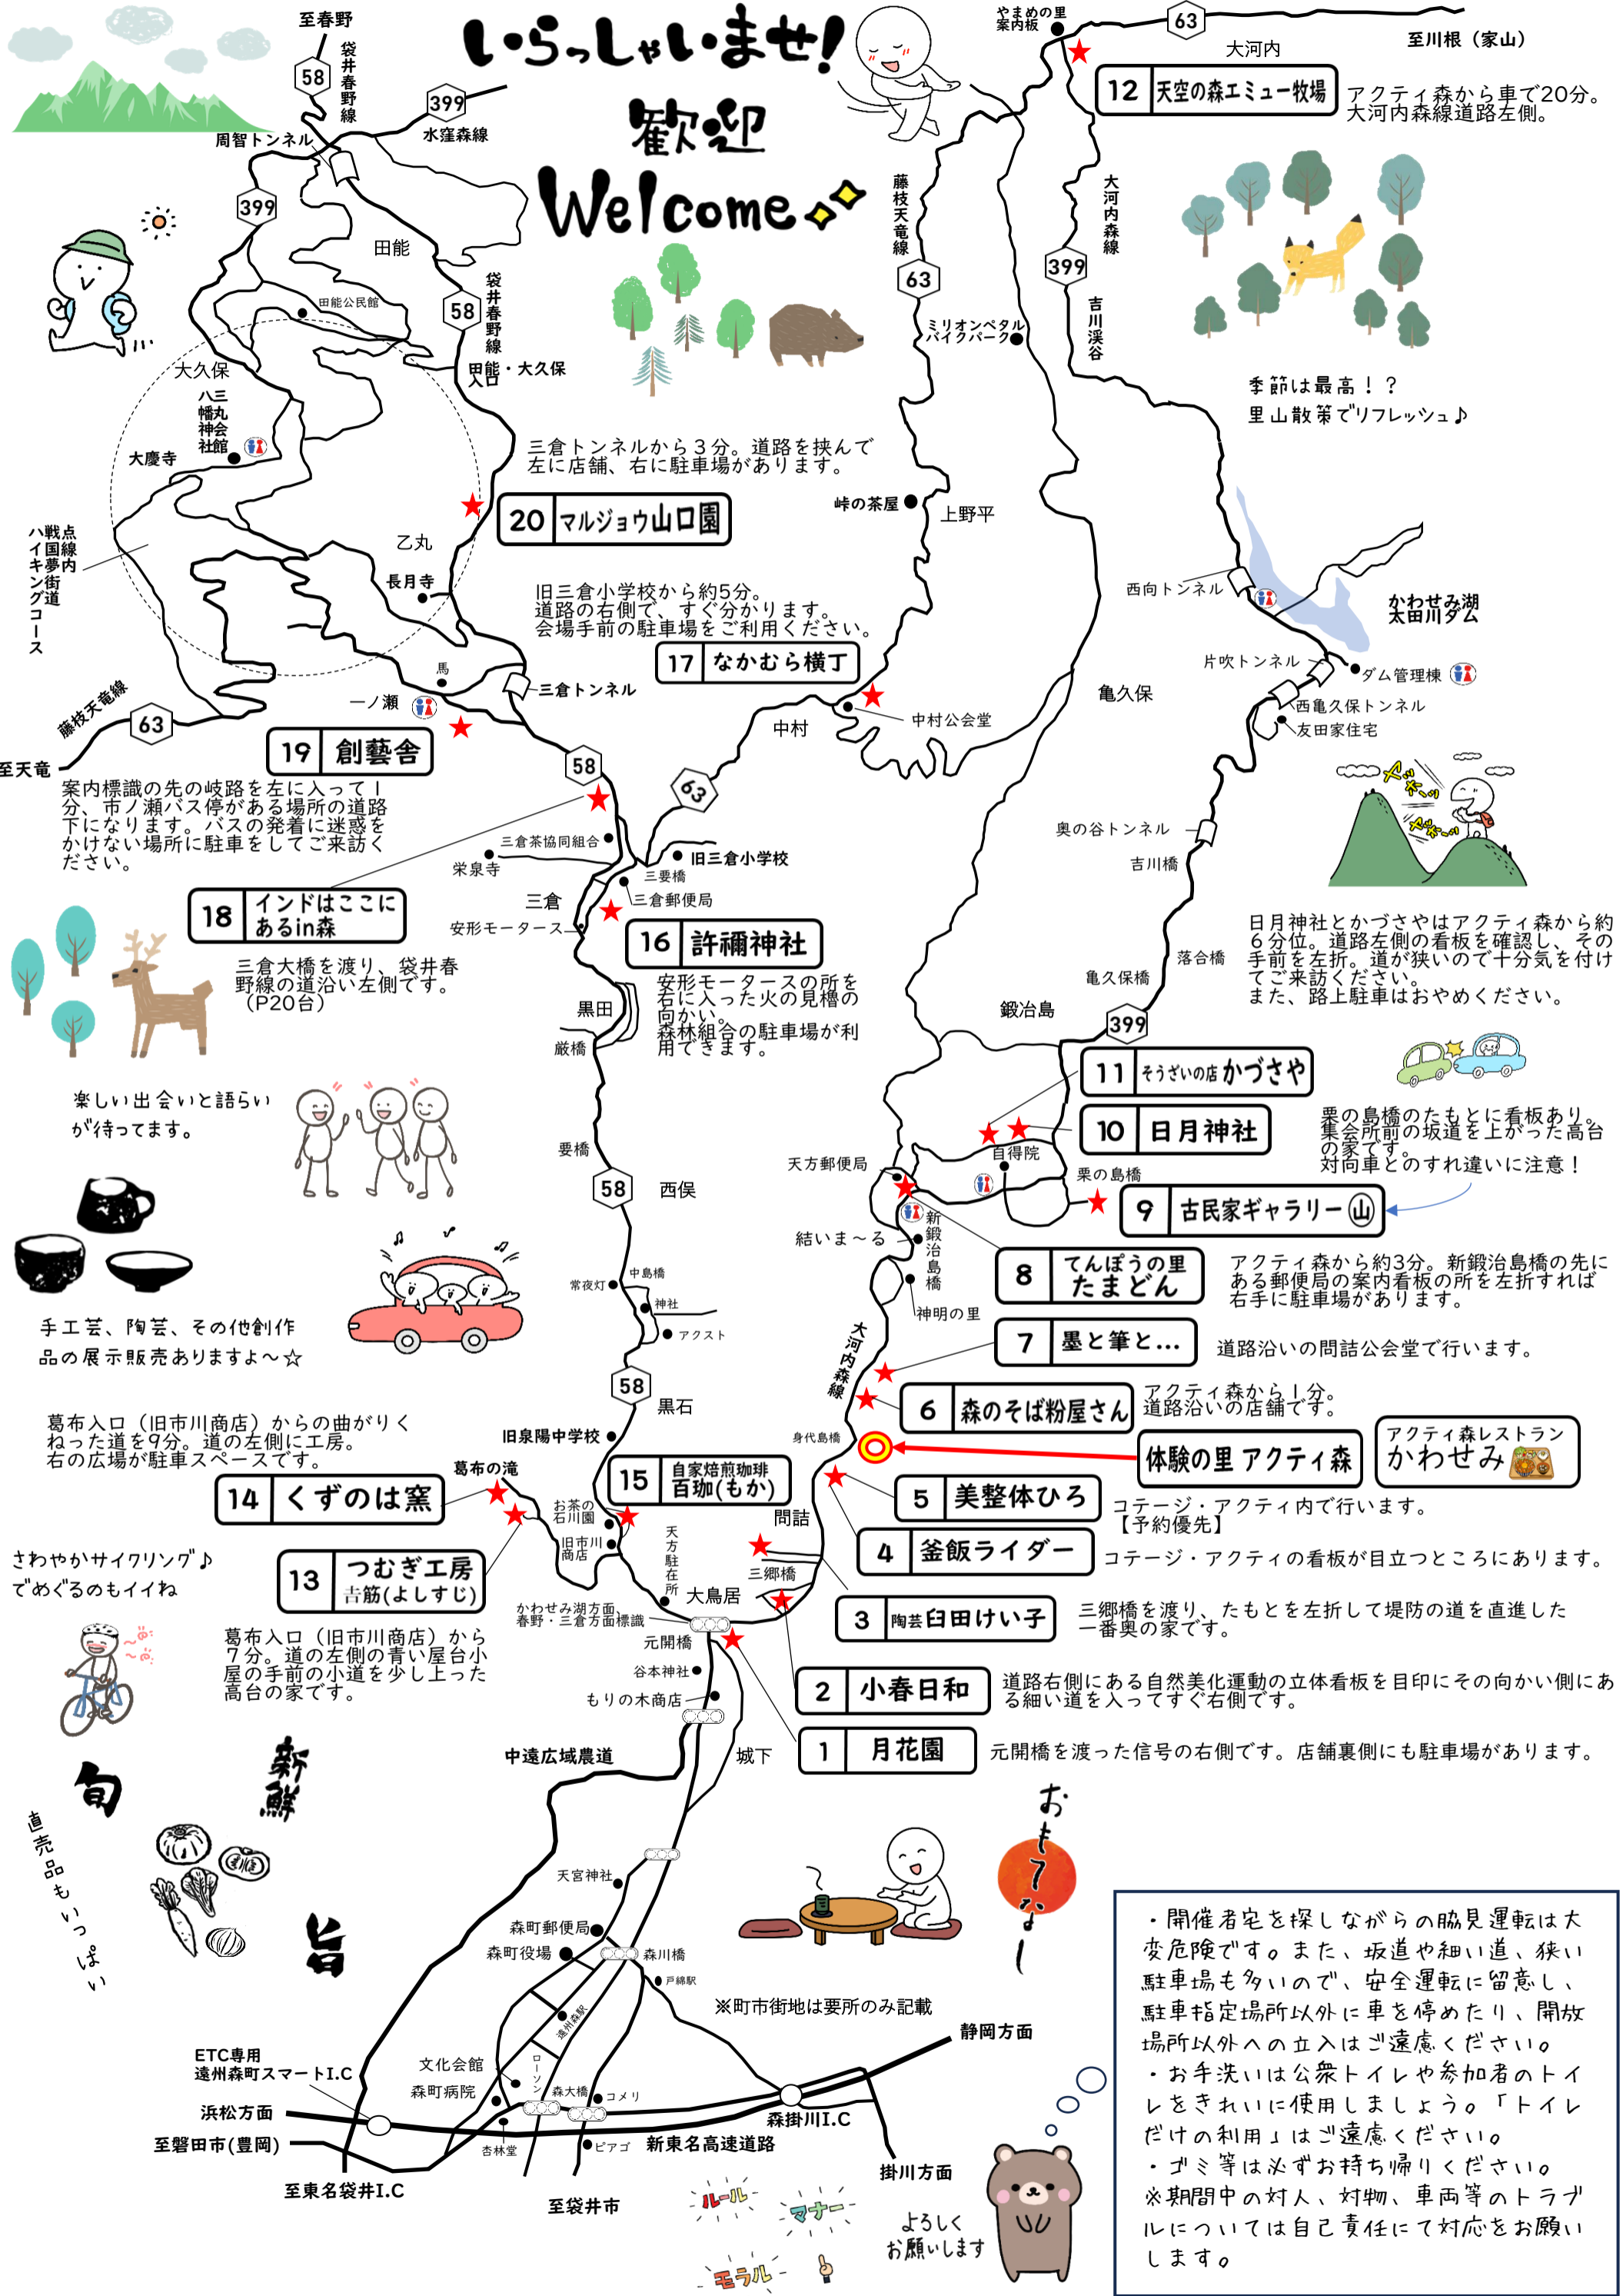 いらっしゃいませ!
歓迎
Welcome
至春野
58
袋井春野線
399
水窪森線
周智トンネル
399
田能
田能公民館
58
袋井春野線
田能・大久保
入口
大久保
三丸会館
八幡神社
大慶寺
点線内
戦国夢街道
ハイキングコース
乙丸
長月寺
馬
一ノ瀬
三倉トンネル
藤枝天竜線
63
至天竜
やまめの里
案内板
63
大河内
至川根（家山）
12 天空の森エミュー牧場
アクティ森から車で20分。
大河内森線道路左側。
藤枝天竜線
63
大河内森線
399
吉川渓谷
ミリオンペタル
バイクパーク
季節は最高！？
里山散策でリフレッシュ♪
三倉トンネルから３分。道路を挟んで
左に店舗、右に駐車場があります。
20 マルジョウ山口園
峠の茶屋
上野平
旧三倉小学校から約5分。
道路の右側で、すぐ分かります。
会場手前の駐車場をご利用ください。
17 なかむら横丁
中村
中村公会堂
西向トンネル
かわせみ湖
太田川ダム
片吹トンネル
ダム管理棟
西亀久保トンネル
友田家住宅
亀久保
19 創藝舎
案内標識の先の岐路を左に入って１
分、市ノ瀬バス停がある場所の道路
下になります。バスの発着に迷惑を
かけない場所に駐車をしてご来訪く
ださい。
58
63
三倉茶協同組合
栄泉寺
旧三倉小学校
三要橋
三倉
三倉郵便局
安形モータース
奥の谷トンネル
吉川橋
ヤッホー
ヤッホー
18 インドはここに
あるin森
三倉大橋を渡り、袋井春
野線の道沿い左側です。
（P20台）
16 許禰神社
安形モータースの所を
右に入った火の見櫓の
向かい。
森林組合の駐車場が利
用できます。
黒田
厳橋
落合橋
亀久保橋
鍛冶島
399
日月神社とかづさやはアクティ森から約
６分位。道路左側の看板を確認し、その
手前を左折。道が狭いので十分気を付け
てご来訪ください。
また、路上駐車はおやめください。
11 そうざいの店 かづさや
10 日月神社
自得院
栗の島橋
栗の島橋のたもとに看板あり。
集会所前の坂道を上がった高台
の家です。
対向車とのすれ違いに注意！
9 古民家ギャラリー山
天方郵便局
結いま～る
新鍛冶島橋
神明の里
8 てんぽうの里
たまどん
アクティ森から約3分。新鍛冶島橋の先に
ある郵便局の案内看板の所を左折すれば
右手に駐車場があります。
楽しい出会いと語らい
が待ってます。
要橋
58
西俣
常夜灯
中島橋
神社
アクスト
手工芸、陶芸、その他創作
品の展示販売ありますよ～☆
7 墨と筆と…
道路沿いの問詰公会堂で行います。
大河内森線
6 森のそば粉屋さん
アクティ森から１分。
道路沿いの店舗です。
58
黒石
身代島橋
体験の里 アクティ森
アクティ森レストラン
かわせみ
葛布入口（旧市川商店）からの曲がりく
ねった道を9分。道の左側に工房。
右の広場が駐車スペースです。
旧泉陽中学校
葛布の滝
14 くずのは窯
15 自家焙煎珈琲
百珈(もか)
お茶の
石川園
旧市川
商店
5 美整体ひろ
コテージ・アクティ内で行います。
【予約優先】
問詰
4 釜飯ライダー
コテージ・アクティの看板が目立つところにあります。
さわやかサイクリング♪
でめぐるのもイイね
13 つむぎ工房
𠮷筋(よしすじ)
天方駐在所
三郷橋
大鳥居
かわせみ湖方面、
春野・三倉方面標識
3 陶芸 臼田けい子
三郷橋を渡り、たもとを左折して堤防の道を直進した
一番奥の家です。
葛布入口（旧市川商店）から
７分。道の左側の青い屋台小
屋の手前の小道を少し上った
高台の家です。
元開橋
谷本神社
もりの木商店
2 小春日和
道路右側にある自然美化運動の立体看板を目印にその向かい側にあ
る細い道を入ってすぐ右側です。
中遠広域農道
城下
1 月花園
元開橋を渡った信号の右側です。店舗裏側にも駐車場があります。
旬
新鮮
直売品もいっぱい
旨
おもてなし
天宮神社
森町郵便局
森町役場
森川橋
戸綿駅
遠州森駅
※町市街地は要所のみ記載
静岡方面
ETC専用
遠州森町スマートI.C
文化会館
ローソン
森町病院
森大橋
コメリ
浜松方面
至磐田市(豊岡)
杏林堂
ピアゴ
新東名高速道路
森掛川I.C
掛川方面
至東名袋井I.C
至袋井市
ルール
マナー
モラル
よろしく
お願いします
・開催者宅を探しながらの脇見運転は大
変危険です。また、坂道や細い道、狭い
駐車場も多いので、安全運転に留意し、
駐車指定場所以外に車を停めたり、開放
場所以外への立入はご遠慮ください。
・お手洗いは公衆トイレや参加者のトイ
レをきれいに使用しましょう。「トイレ
だけの利用」はご遠慮ください。
・ゴミ等は必ずお持ち帰りください。
※期間中の対人、対物、車両等のトラブ
ルについては自己責任にて対応をお願い
します。